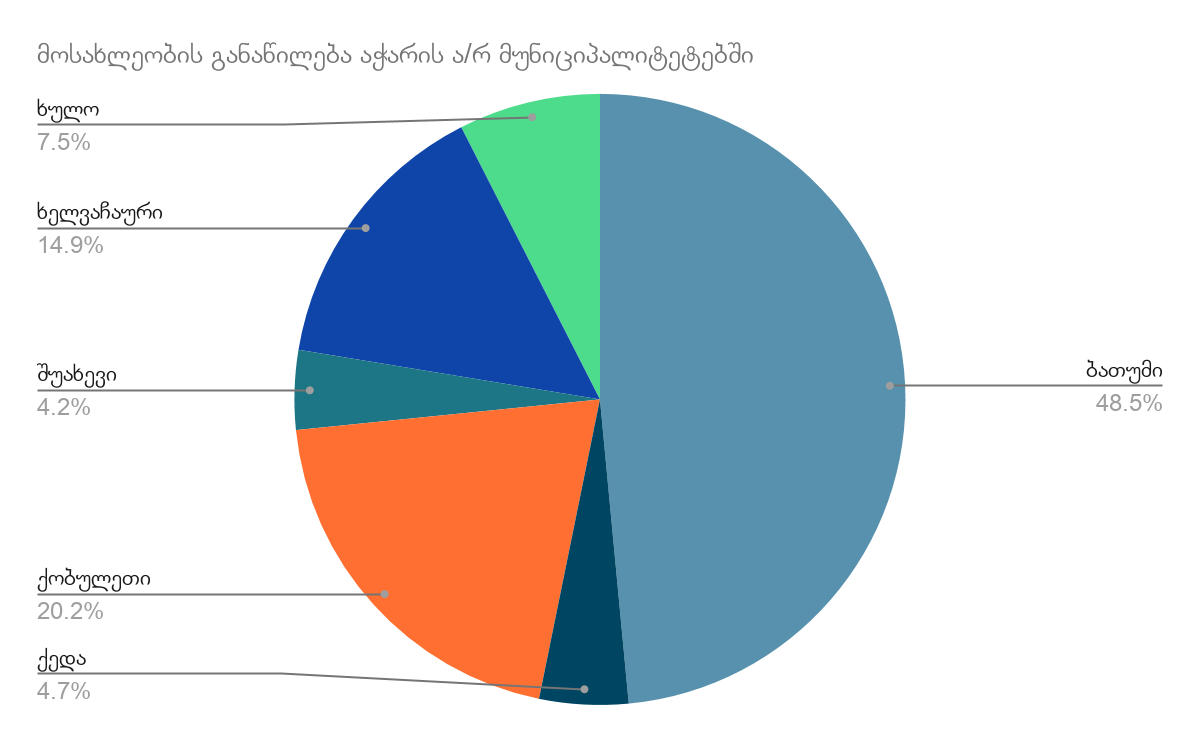 მოსახლეობის განაწილება აჭარის ა/რ მუნიციპალიტეტებში
ხულო
7.5%
ხელვაჩაური
14.9%
შუახევი
4.2%
ქობულეთი
20.2%
ქედა
4.7%
ბათუმი
48.5%